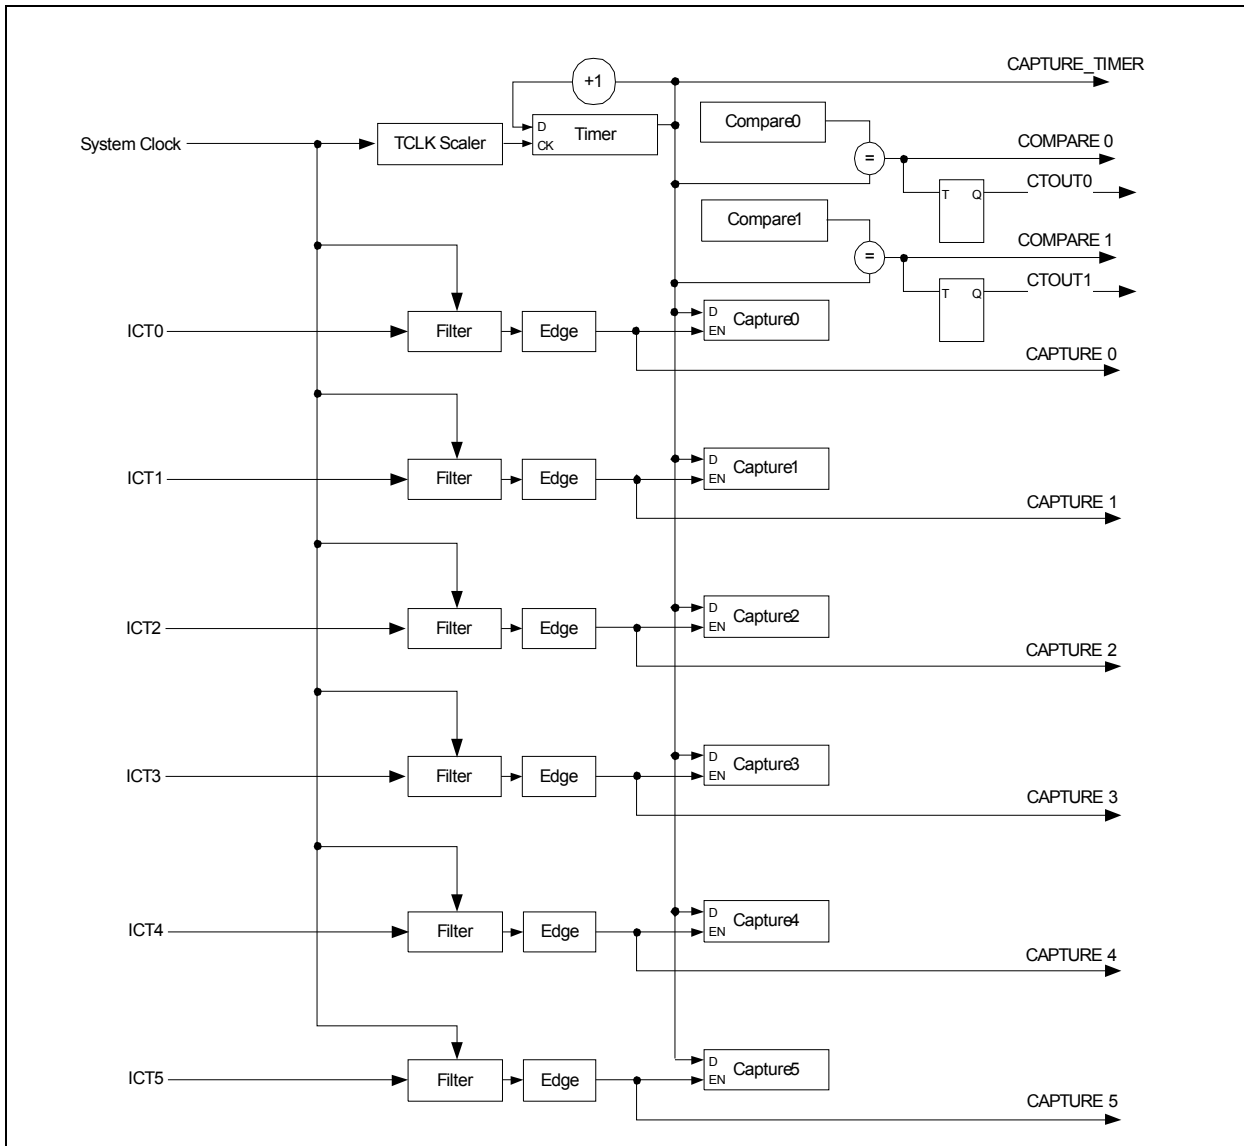 CAPTURE_TIMER
+1
D
CK
Timer
Compare0
System Clock
TCLK Scaler
=
COMPARE 0
T
Q
CTOUT0
Compare1
=
COMPARE 1
T
Q
CTOUT1
ICT0
Filter
Edge
D
EN
Capture0
CAPTURE 0
ICT1
Filter
Edge
D
EN
Capture1
CAPTURE 1
ICT2
Filter
Edge
D
EN
Capture2
CAPTURE 2
ICT3
Filter
Edge
D
EN
Capture3
CAPTURE 3
ICT4
Filter
Edge
D
EN
Capture4
CAPTURE 4
ICT5
Filter
Edge
D
EN
Capture5
CAPTURE 5